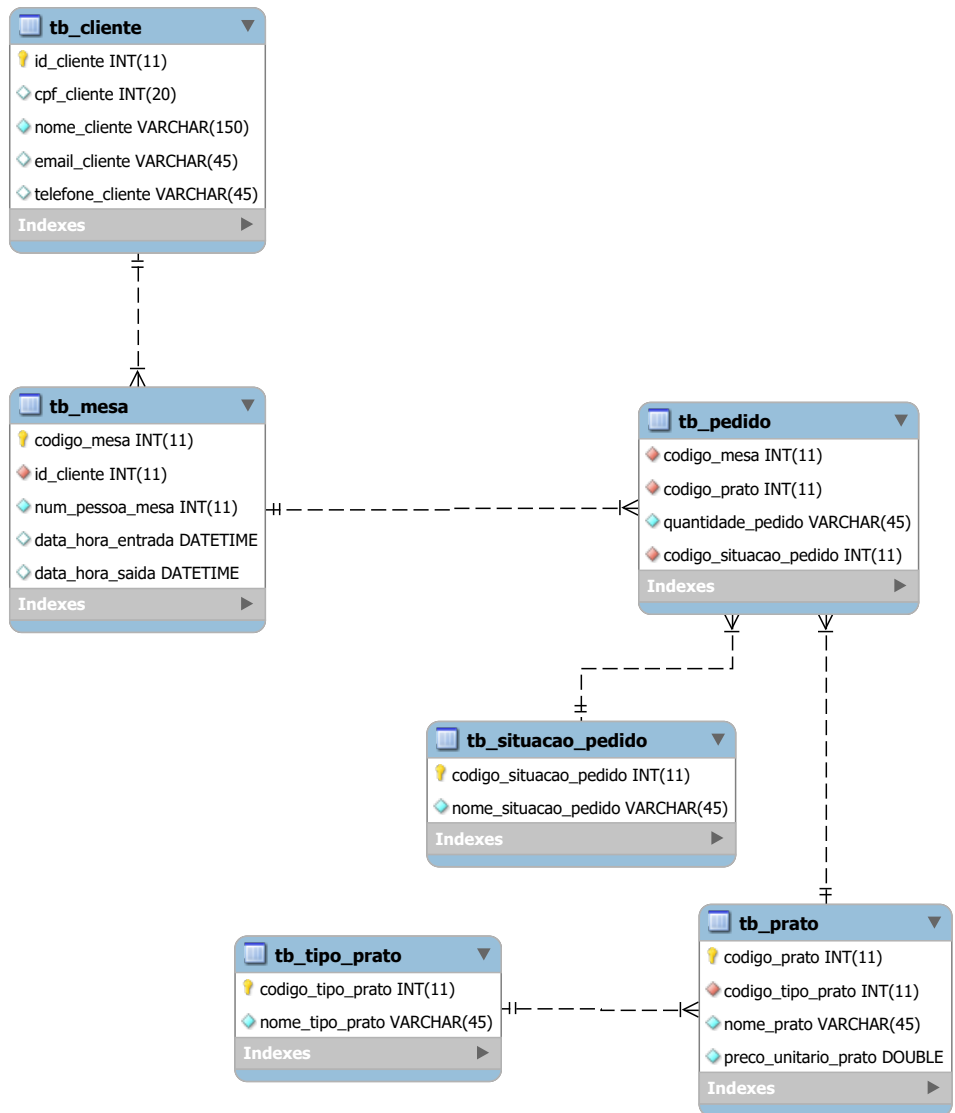 tb_cliente
id_cliente INT(11)
cpf_cliente INT(20)
nome_cliente VARCHAR(150)
email_cliente VARCHAR(45)
telefone_cliente VARCHAR(45)
Indexes
tb_mesa
codigo_mesa INT(11)
id_cliente INT(11)
num_pessoa_mesa INT(11)
data_hora_entrada DATETIME
data_hora_saida DATETIME
Indexes
tb_pedido
codigo_mesa INT(11)
codigo_prato INT(11)
quantidade_pedido VARCHAR(45)
codigo_situacao_pedido INT(11)
Indexes
tb_situacao_pedido
codigo_situacao_pedido INT(11)
nome_situacao_pedido VARCHAR(45)
Indexes
tb_tipo_prato
codigo_tipo_prato INT(11)
nome_tipo_prato VARCHAR(45)
Indexes
tb_prato
codigo_prato INT(11)
codigo_tipo_prato INT(11)
nome_prato VARCHAR(45)
preco_unitario_prato DOUBLE
Indexes